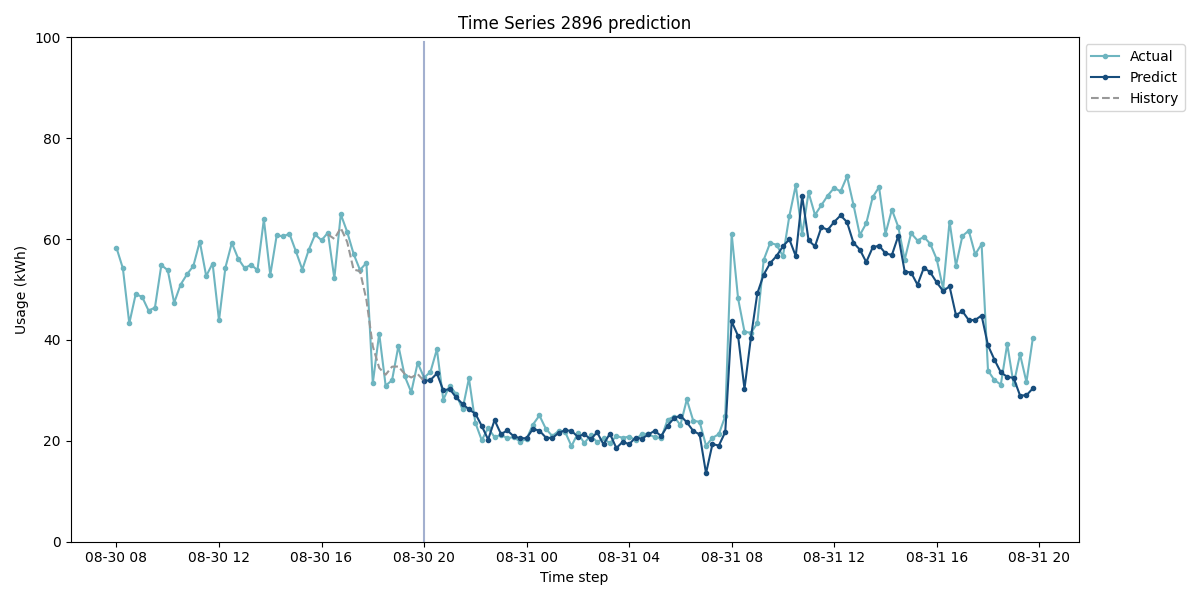 Time Series 2896 prediction
100
80
60
40
20
0
Usage (kWh)
08-30 08
08-30 12
08-30 16
08-30 20
08-31 00
08-31 04
08-31 08
08-31 12
08-31 16
08-31 20
Time step
Actual
Predict
History